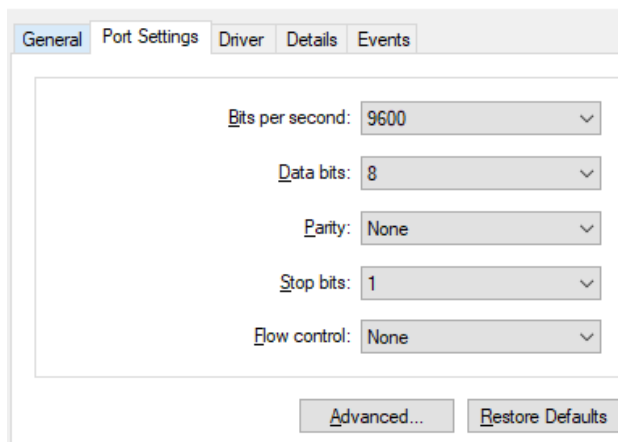 General Port Settings Driver Details Events
Bits per second: 9600
Data bits: 8
Parity: None
Stop bits: 1
Flow control: None
Advanced... Restore Defaults